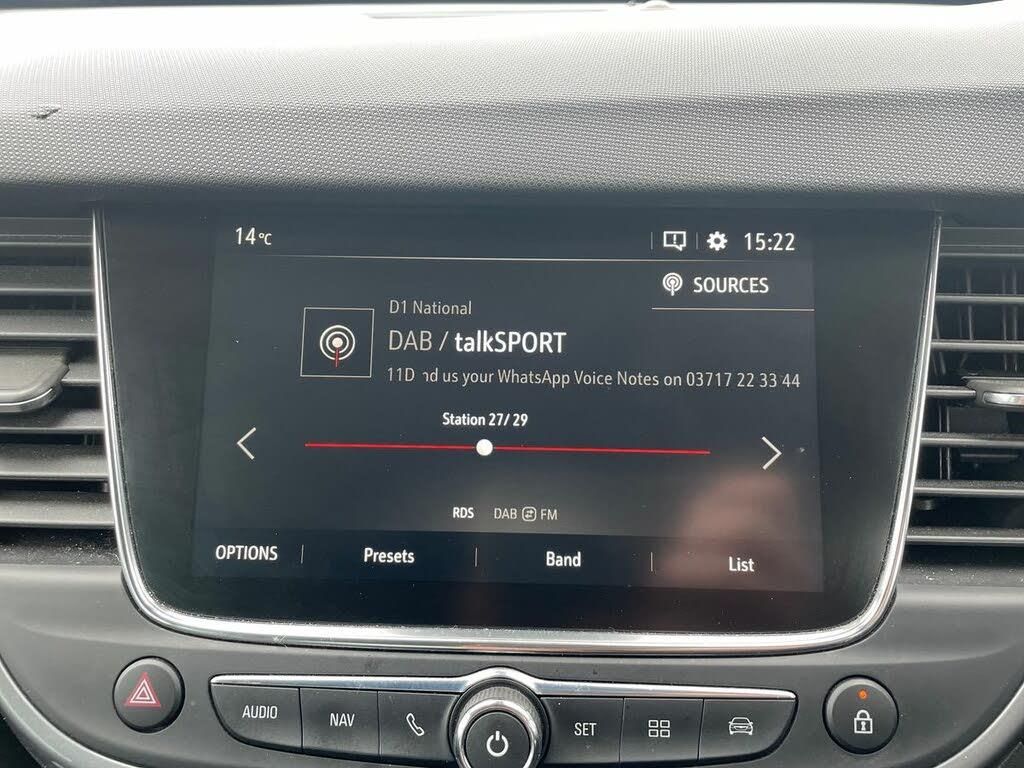 14°C
15:22
SOURCES
D1 National
DAB / talkSPORT
11D nd us your WhatsApp Voice Notes on 03717 22 33 44
Station 27/ 29
RDS DAB FM
OPTIONS Presets Band List
AUDIO NAV SET